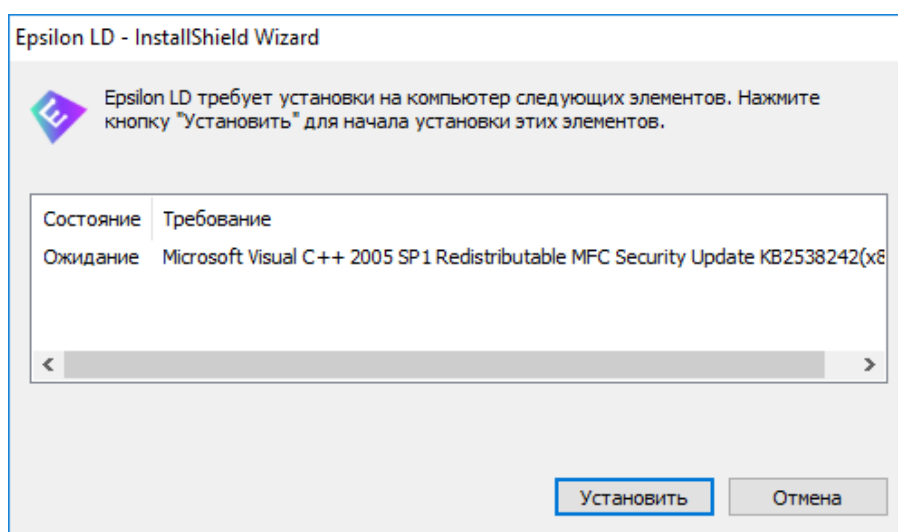 Epsilon LD - InstallShield Wizard
Epsilon LD требует установки на компьютер следующих элементов. Нажмите
кнопку "Установить" для начала установки этих элементов.
Состояние Требование
Ожидание Microsoft Visual C++ 2005 SP1 Redistributable MFC Security Update KB2538242(x8
Установить Отмена